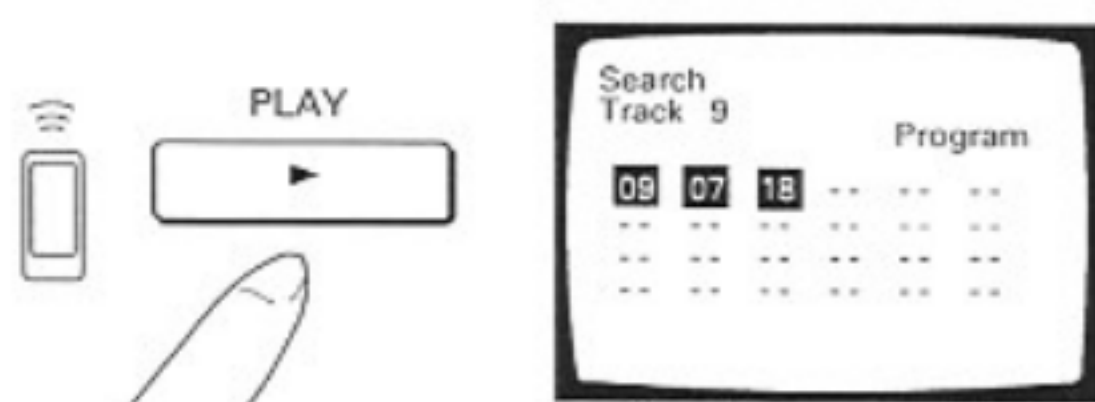 PLAY
Search
Track 9
Program
09 07 18 -- -- --
-- -- -- -- -- --
-- -- -- -- -- --
-- -- -- -- -- --